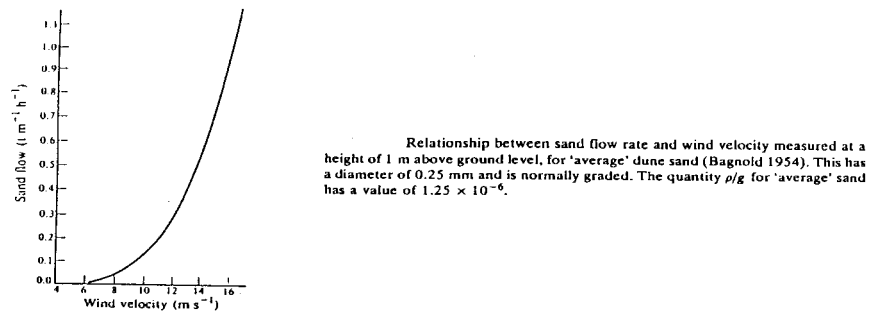 1.1
1.0
0.9
0.8
0.7
0.6
0.5
0.4
0.3
0.2
0.1
0.0
Sand flow (t m⁻¹ h⁻¹)
4 6 8 10 12 14 16
Wind velocity (m s⁻¹)
Relationship between sand flow rate and wind velocity measured at a
height of 1 m above ground level, for 'average' dune sand (Bagnold 1954). This has
a diameter of 0.25 mm and is normally graded. The quantity ρ/g for 'average' sand
has a value of 1.25 × 10⁻⁶.